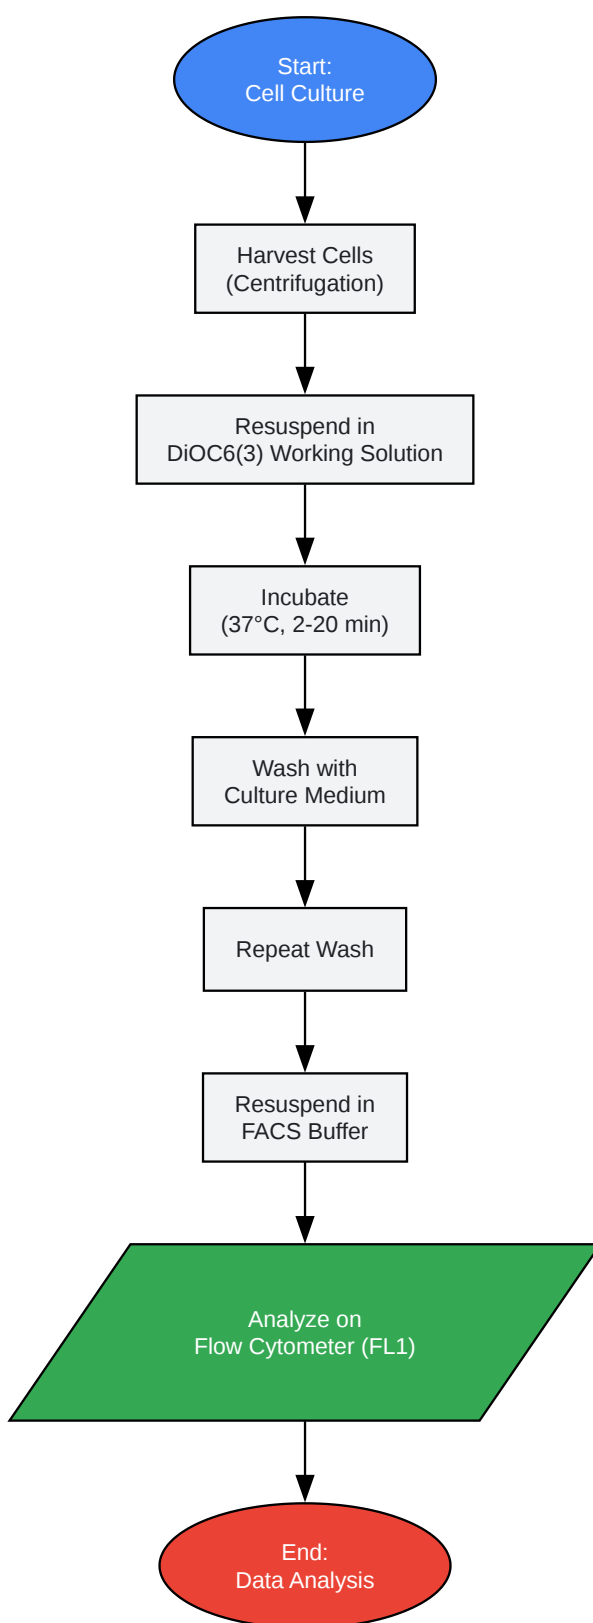 Start:
Cell Culture
Harvest Cells
(Centrifugation)
Resuspend in
DiOC6(3) Working Solution
Incubate
(37°C, 2-20 min)
Wash with
Culture Medium
Repeat Wash
Resuspend in
FACS Buffer
Analyze on
Flow Cytometer (FL1)
End:
Data Analysis